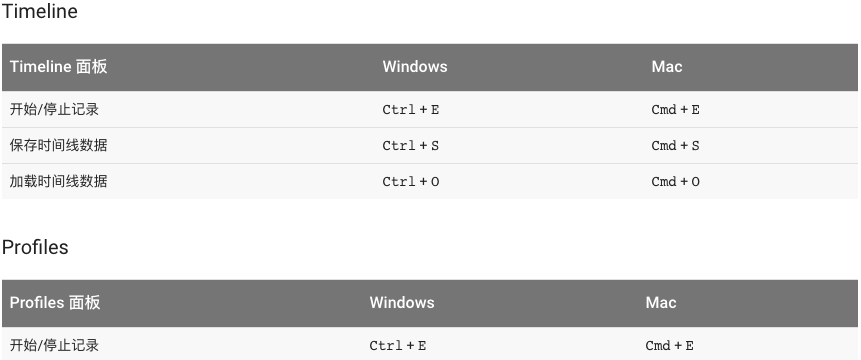 Timeline
Timeline 面板 Windows Mac
开始/停止记录 Ctrl + E Cmd + E
保存时间线数据 Ctrl + S Cmd + S
加载时间线数据 Ctrl + O Cmd + O
Profiles
Profiles 面板 Windows Mac
开始/停止记录 Ctrl + E Cmd + E